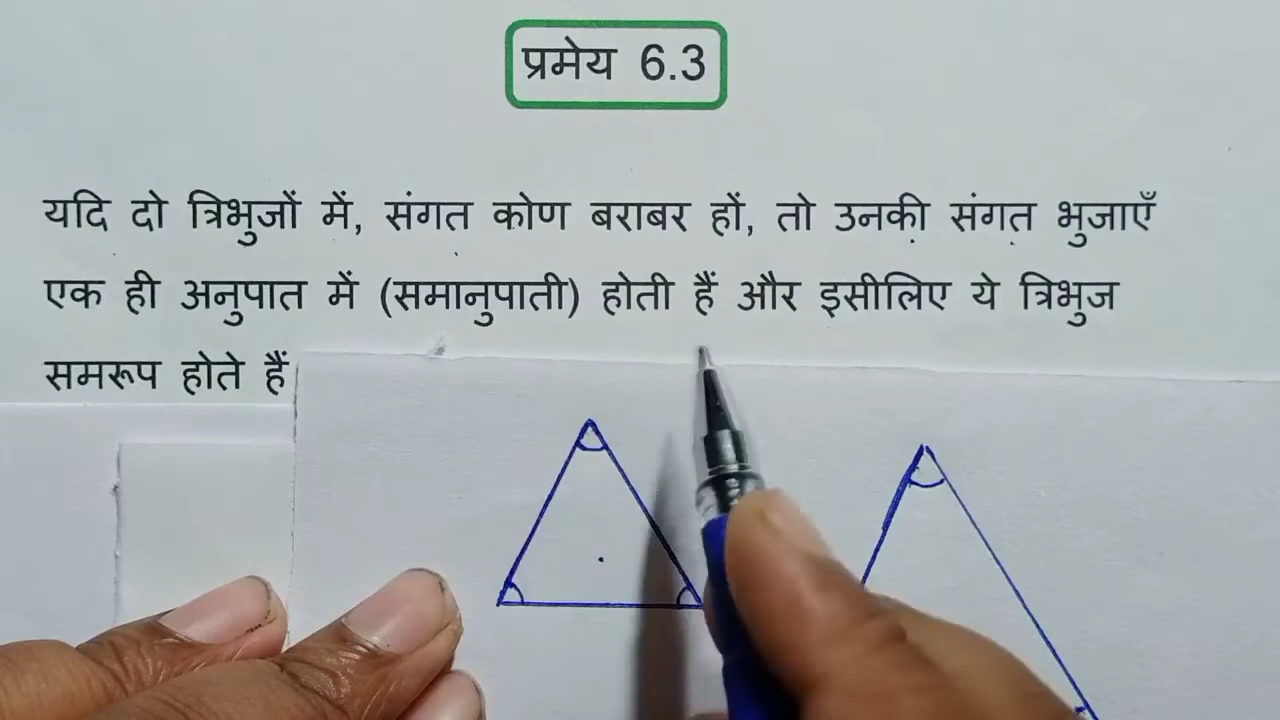 प्रमेय 6.3
यदि दो त्रिभुजों में, संगत कोण बराबर हों, तो उनकी संगत भुजाएँ
एक ही अनुपात में (समानुपाती) होती हैं और इसीलिए ये त्रिभुज
समरूप होते हैं